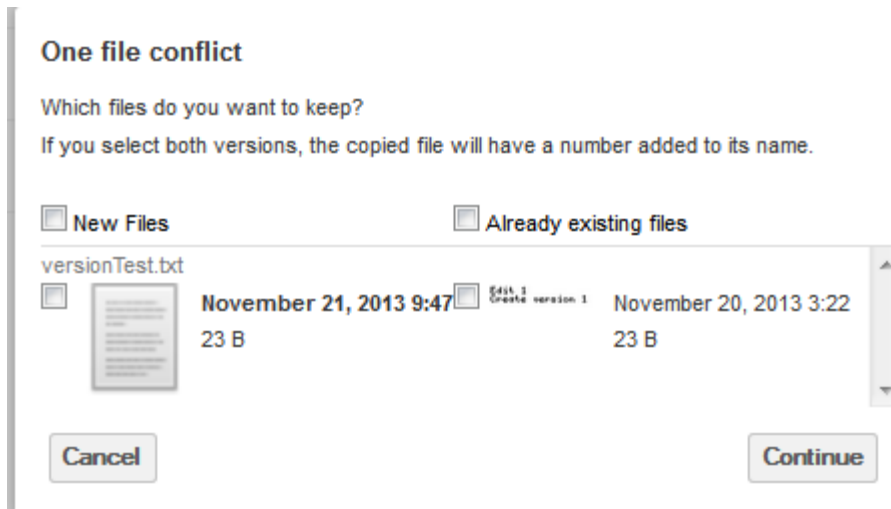 One file conflict
Which files do you want to keep?
If you select both versions, the copied file will have a number added to its name.
New Files Already existing files
versionTest.txt
November 21, 2013 9:47 Edit 1 November 20, 2013 3:22
Create version 1
23 B 23 B
Cancel Continue